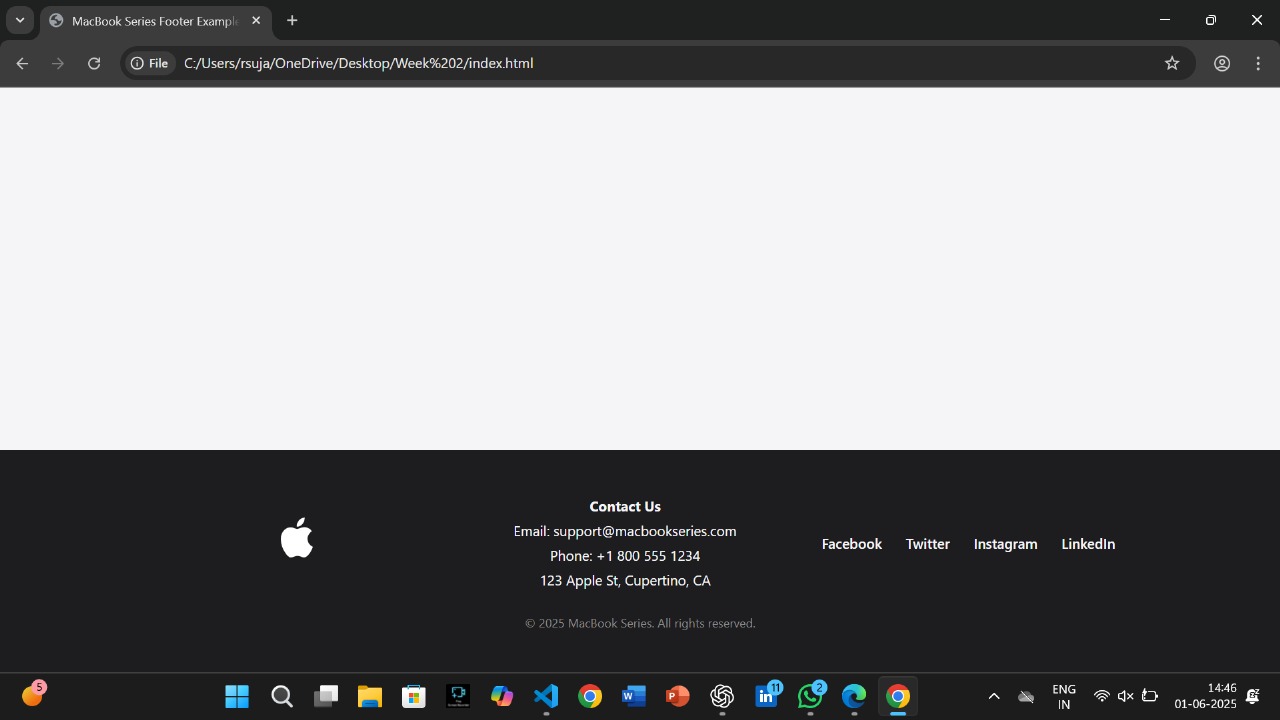 MacBook Series Footer Example
File
C:/Users/rsuja/OneDrive/Desktop/Week%202/index.html
Contact Us
Email: support@macbookseries.com
Phone: +1 800 555 1234
123 Apple St, Cupertino, CA
Facebook
Twitter
Instagram
LinkedIn
© 2025 MacBook Series. All rights reserved.
5
11
2
ENG
IN
14:46
01-06-2025